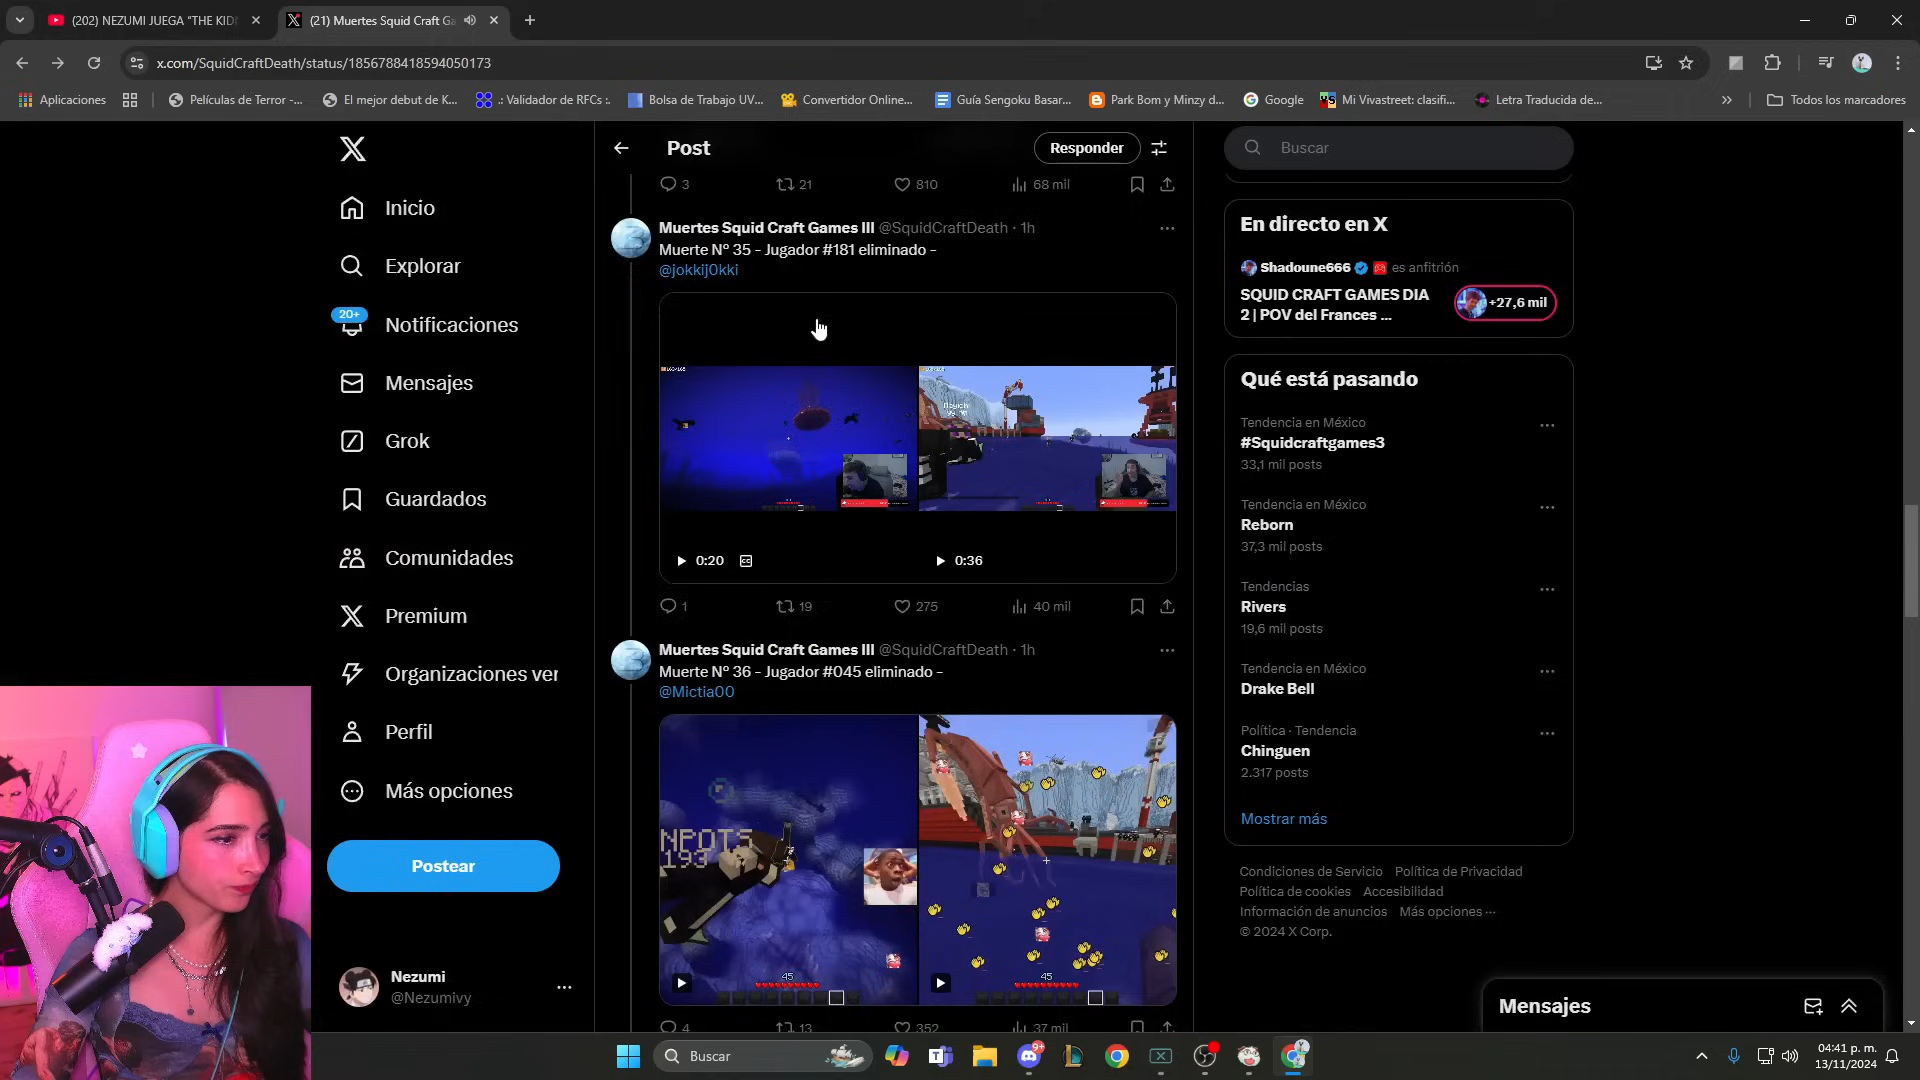 (202) NEZUMI JUEGA "THE KID
(21) Muertes Squid Craft Ga
x.com/SquidCraftDeath/status/1856788418594050173
Aplicaciones
Películas de Terror -...
El mejor debut de K...
.: Validador de RFCs :.
Bolsa de Trabajo UV...
Convertidor Online...
Guía Sengoku Basar...
Park Bom y Minzy d...
Google
Mi Vivastreet: clasifi...
Letra Traducida de...
Todos los marcadores
Inicio
Explorar
20+
Notificaciones
Mensajes
Grok
Guardados
Comunidades
Premium
Organizaciones ver
Perfil
Más opciones
Postear
Nezumi
@Nezumivy
Post
Responder
3
21
810
68 mil
Muertes Squid Craft Games III @SquidCraftDeath · 1h
Muerte Nº 35 - Jugador #181 eliminado -
@jokkij0kki
0:20
CC
0:36
1
19
275
40 mil
Muertes Squid Craft Games III @SquidCraftDeath · 1h
Muerte Nº 36 - Jugador #045 eliminado -
@Mictia00
NPOTS
193
45
45
4
13
352
37 mil
Buscar
En directo en X
Shadoune666 es anfitrión
SQUID CRAFT GAMES DIA
2 | POV del Frances ...
+27,6 mil
Qué está pasando
Tendencia en México
#Squidcraftgames3
33,1 mil posts
Tendencia en México
Reborn
37,3 mil posts
Tendencias
Rivers
19,6 mil posts
Tendencia en México
Drake Bell
Política · Tendencia
Chinguen
2.317 posts
Mostrar más
Condiciones de Servicio Política de Privacidad
Política de cookies Accesibilidad
Información de anuncios Más opciones ···
© 2024 X Corp.
Mensajes
Buscar
9+
04:41 p. m.
13/11/2024